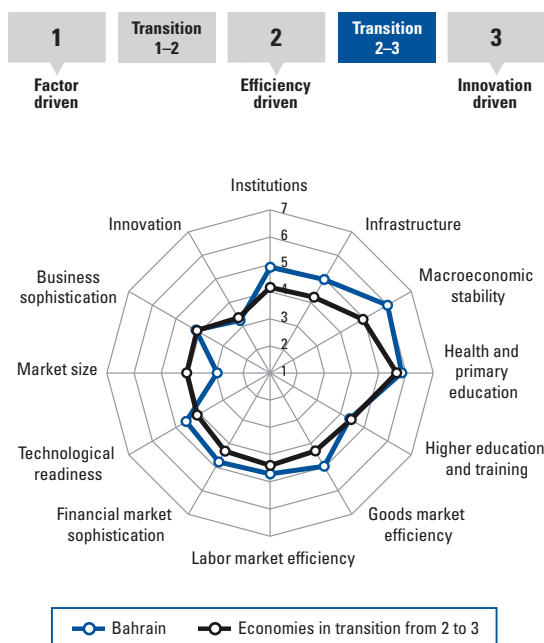 1
Transition
1–2
2
Transition
2–3
3
Factor
driven
Efficiency
driven
Innovation
driven
Institutions
7
Innovation
6
Infrastructure
Business
sophistication
5
Macroeconomic
stability
4
3
Market size
2
1
Health and
primary
education
Technological
readiness
Higher education
and training
Financial market
sophistication
Goods market
efficiency
Labor market efficiency
Bahrain
Economies in transition from 2 to 3